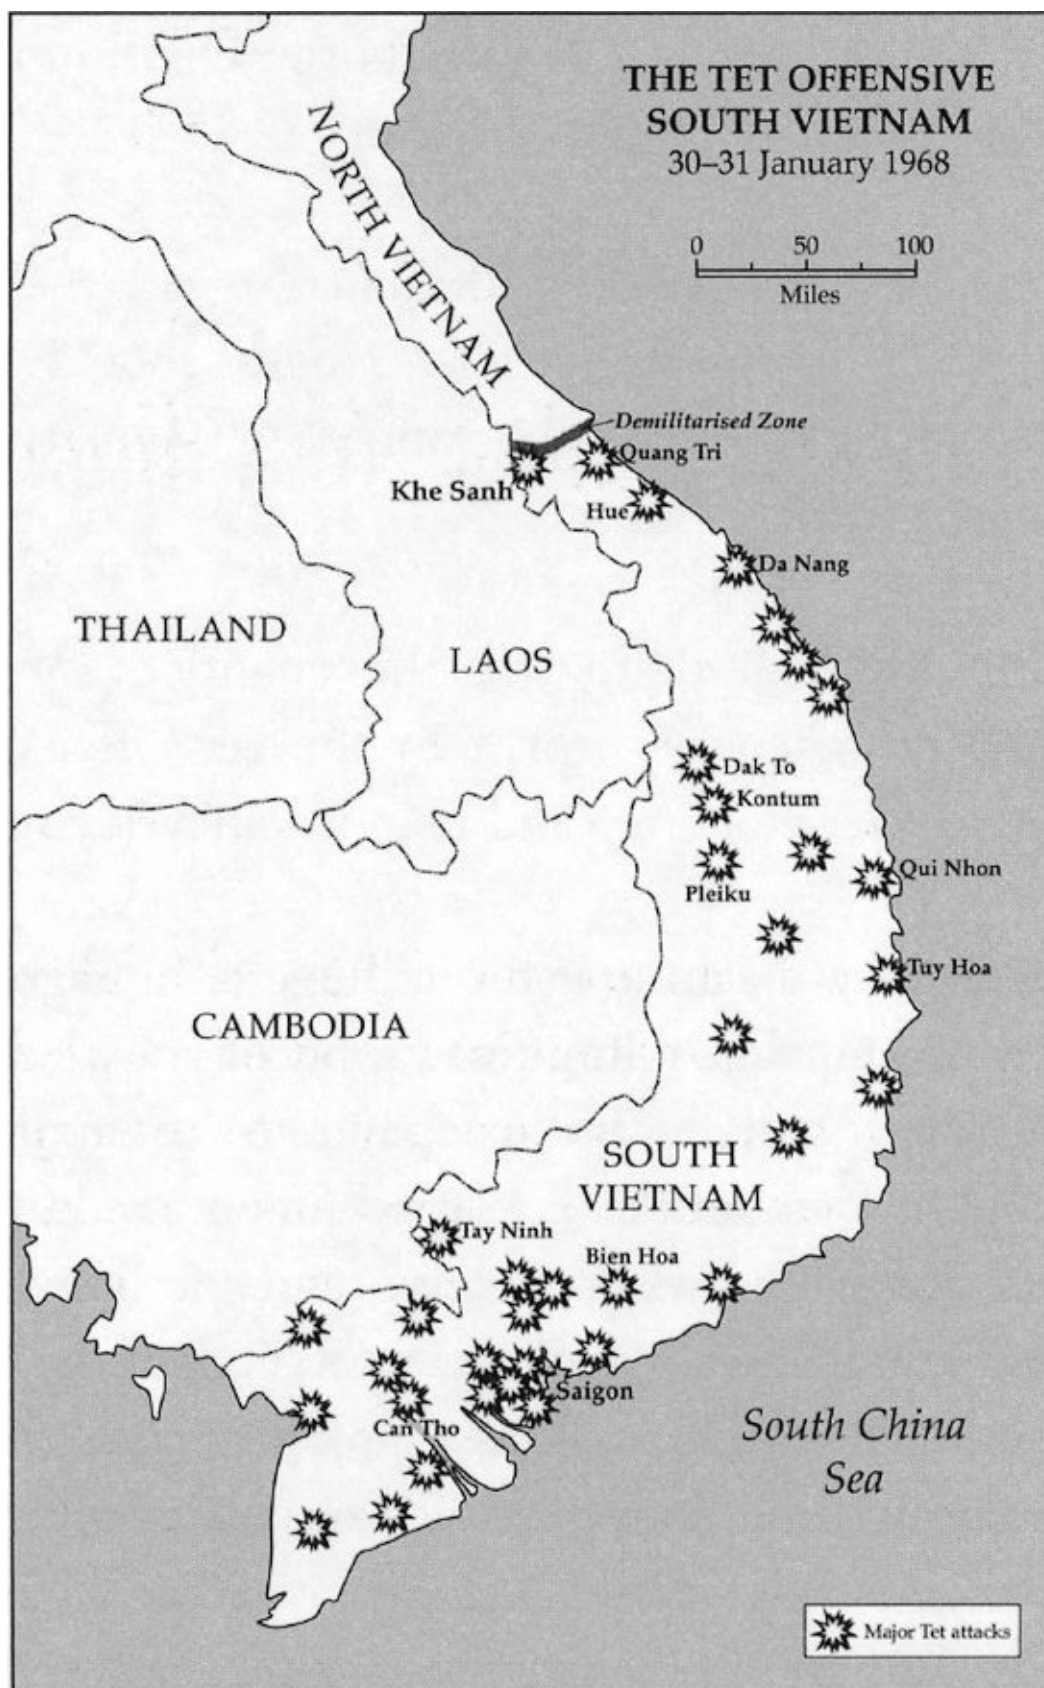 THE TET OFFENSIVE
SOUTH VIETNAM
30–31 January 1968
0 50 100
Miles
NORTH VIETNAM
Demilitarised Zone
Quang Tri
Khe Sanh
Hue
Da Nang
THAILAND
LAOS
Dak To
Kontum
Pleiku
Qui Nhon
Tuy Hoa
CAMBODIA
SOUTH
VIETNAM
Tay Ninh
Bien Hoa
Saigon
Can Tho
South China
Sea
Major Tet attacks